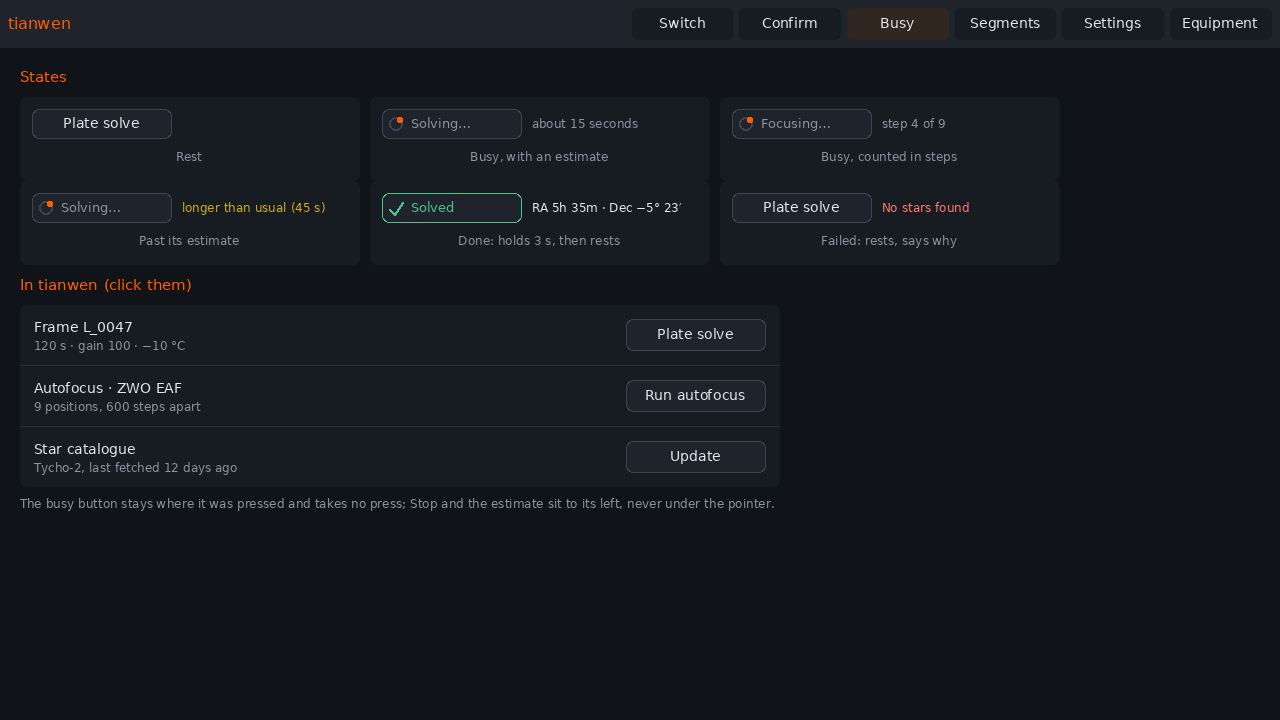 tianwen
Switch
Confirm
Busy
Segments
Settings
Equipment
States
Plate solve
Rest
Solving...
about 15 seconds
Busy, with an estimate
Focusing...
step 4 of 9
Busy, counted in steps
Solving...
longer than usual (45 s)
Past its estimate
Solved
RA 5h 35m · Dec −5° 23′
Done: holds 3 s, then rests
Plate solve
No stars found
Failed: rests, says why
In tianwen (click them)
Frame L_0047
120 s · gain 100 · −10 °C
Plate solve
Autofocus · ZWO EAF
9 positions, 600 steps apart
Run autofocus
Star catalogue
Tycho-2, last fetched 12 days ago
Update
The busy button stays where it was pressed and takes no press; Stop and the estimate sit to its left, never under the pointer.